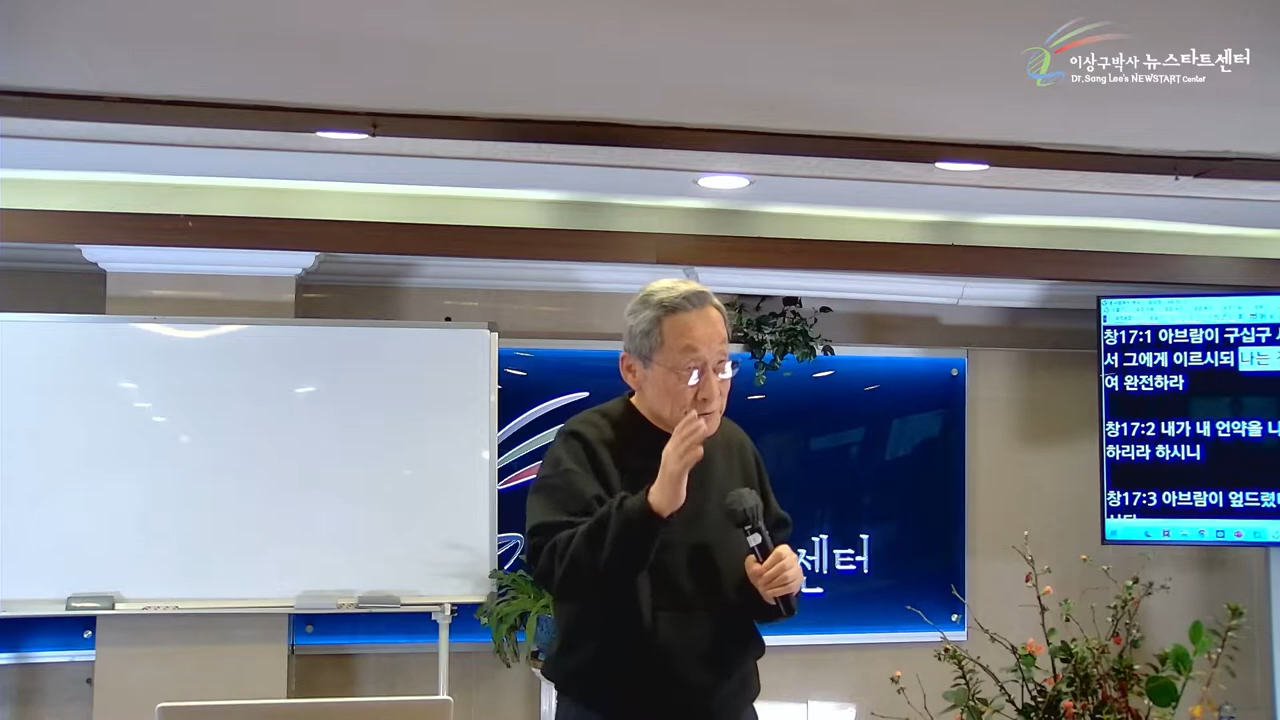 이상구박사 뉴스타트센터
Dr. Sang Lee's NEWSTART Center
창17:1 아브람이 구십구
서 그에게 이르시되 나는
여 완전하라
창17:2 내가 내 언약을
하리라 하시니
창17:3 아브람이 엎드렸
센터